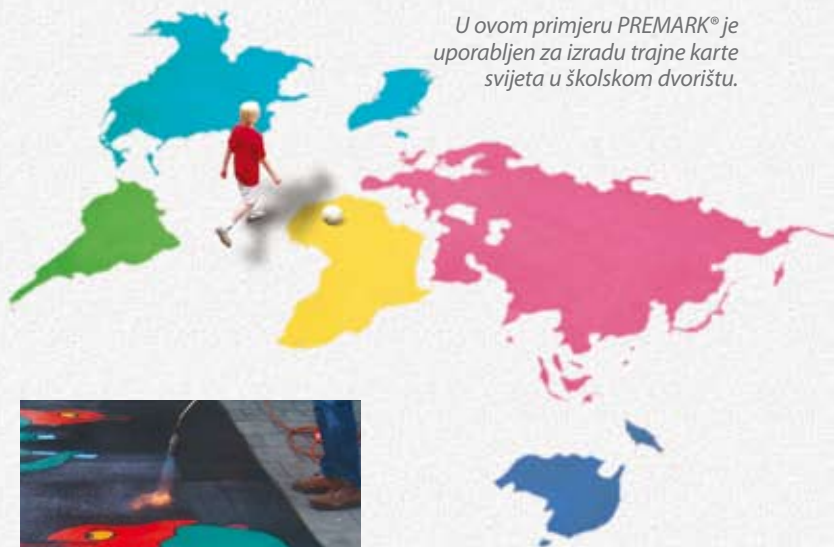 U ovom primjeru PREMARK® je
uporabljen za izradu trajne karte
svijeta u školskom dvorištu.